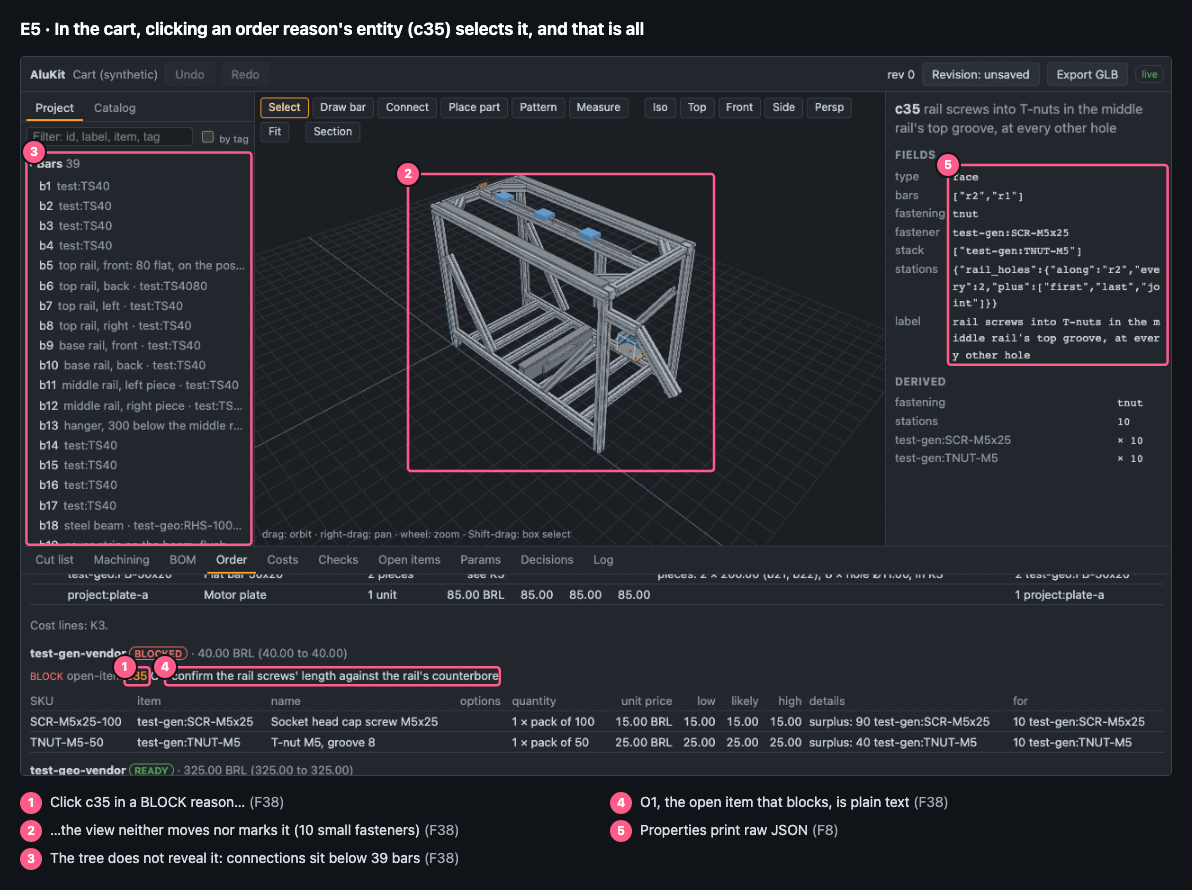 E5 · In the cart, clicking an order reason's entity (c35) selects it, and that is all
AluKit Cart (synthetic) Undo Redo rev 0 Revision: unsaved Export GLB live
Project Catalog
Filter: id, label, item, tag by tag
3
Bars 39
b1 test:TS40
b2 test:TS40
b3 test:TS40
b4 test:TS40
b5 top rail, front: 80 flat, on the pos...
b6 top rail, back · test:TS4080
b7 top rail, left · test:TS40
b8 top rail, right · test:TS40
b9 base rail, front · test:TS40
b10 base rail, back · test:TS40
b11 middle rail, left piece · test:TS40
b12 middle rail, right piece · test:TS...
b13 hanger, 300 below the middle r...
b14 test:TS40
b15 test:TS40
b16 test:TS40
b17 test:TS40
b18 steel beam · test-geo:RHS-100...
Select Draw bar Connect Place part Pattern Measure Iso Top Front Side Persp
Fit Section
2
drag: orbit · right-drag: pan · wheel: zoom · Shift-drag: box select
c35 rail screws into T-nuts in the middle
rail's top groove, at every other hole
FIELDS
5
type face
bars ["r2","r1"]
fastening tnut
fastener test-gen:SCR-M5x25
stack ["test-gen:TNUT-M5"]
stations {"rail_holes":{"along":"r2","eve
ry":2,"plus":["first","last","jo
int"]}}
label rail screws into T-nuts in the m
iddle rail's top groove, at ever
y other hole
DERIVED
fastening tnut
stations 10
test-gen:SCR-M5x25 × 10
test-gen:TNUT-M5 × 10
Cut list Machining BOM Order Costs Checks Open items Params Decisions Log
project:plate-a Motor plate 1 unit 85.00 BRL 85.00 85.00 85.00 1 project:plate-a
Cost lines: K3.
test-gen-vendor BLOCKED · 40.00 BRL (40.00 to 40.00)
1 4
BLOCK confirm the rail screws' length against the rail's counterbore
SKU item name options quantity unit price low likely high details for
SCR-M5x25-100 test-gen:SCR-M5x25 Socket head cap screw M5x25 1 × pack of 100 15.00 BRL 15.00 15.00 15.00 surplus: 90 test-gen:SCR-M5x25 10 test-gen:SCR-M5x25
TNUT-M5-50 test-gen:TNUT-M5 T-nut M5, groove 8 1 × pack of 50 25.00 BRL 25.00 25.00 25.00 surplus: 40 test-gen:TNUT-M5 10 test-gen:TNUT-M5
test-geo-vendor READY · 325.00 BRL (325.00 to 325.00)
1 Click c35 in a BLOCK reason... (F38)
2 ...the view neither moves nor marks it (10 small fasteners) (F38)
3 The tree does not reveal it: connections sit below 39 bars (F38)
4 O1, the open item that blocks, is plain text (F38)
5 Properties print raw JSON (F8)